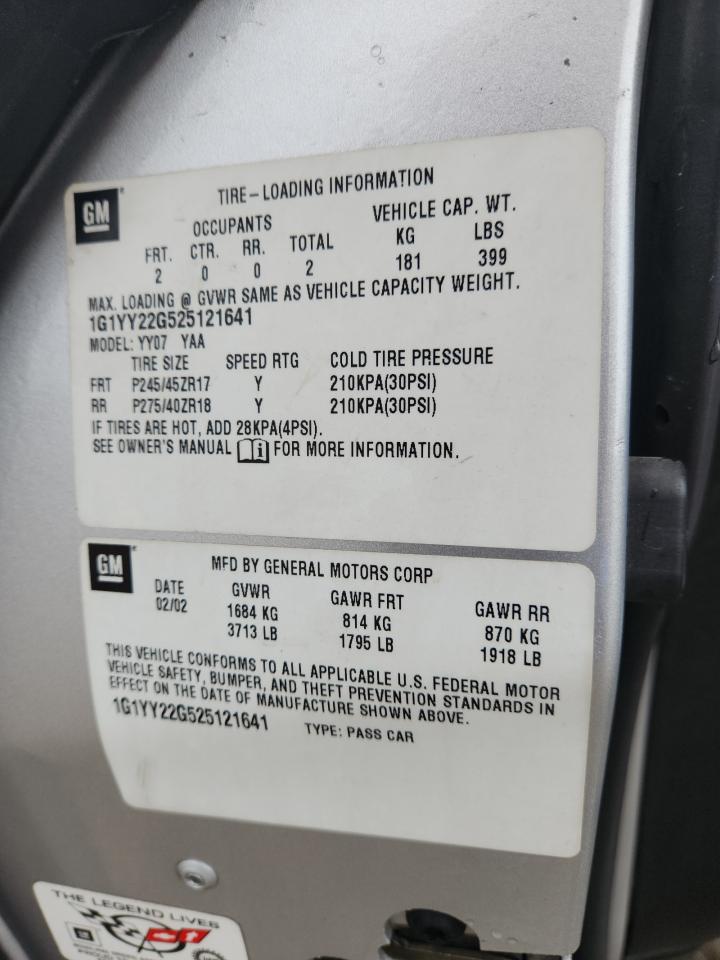 GM
TIRE-LOADING INFORMATION
OCCUPANTS VEHICLE CAP. WT.
FRT. CTR. RR. TOTAL KG LBS
2 0 0 2 181 399
MAX. LOADING @ GVWR SAME AS VEHICLE CAPACITY WEIGHT.
1G1YY22G525121641
MODEL: YY07 YAA
TIRE SIZE SPEED RTG COLD TIRE PRESSURE
FRT P245/45ZR17 Y 210KPA(30PSI)
RR P275/40ZR18 Y 210KPA(30PSI)
IF TIRES ARE HOT, ADD 28KPA(4PSI).
SEE OWNER'S MANUAL i FOR MORE INFORMATION.
GM
MFD BY GENERAL MOTORS CORP
DATE GVWR GAWR FRT GAWR RR
02/02 1684 KG 814 KG 870 KG
3713 LB 1795 LB 1918 LB
THIS VEHICLE CONFORMS TO ALL APPLICABLE U.S. FEDERAL MOTOR
VEHICLE SAFETY, BUMPER, AND THEFT PREVENTION STANDARDS IN
EFFECT ON THE DATE OF MANUFACTURE SHOWN ABOVE.
1G1YY22G525121641 TYPE: PASS CAR
THE LEGEND LIVES